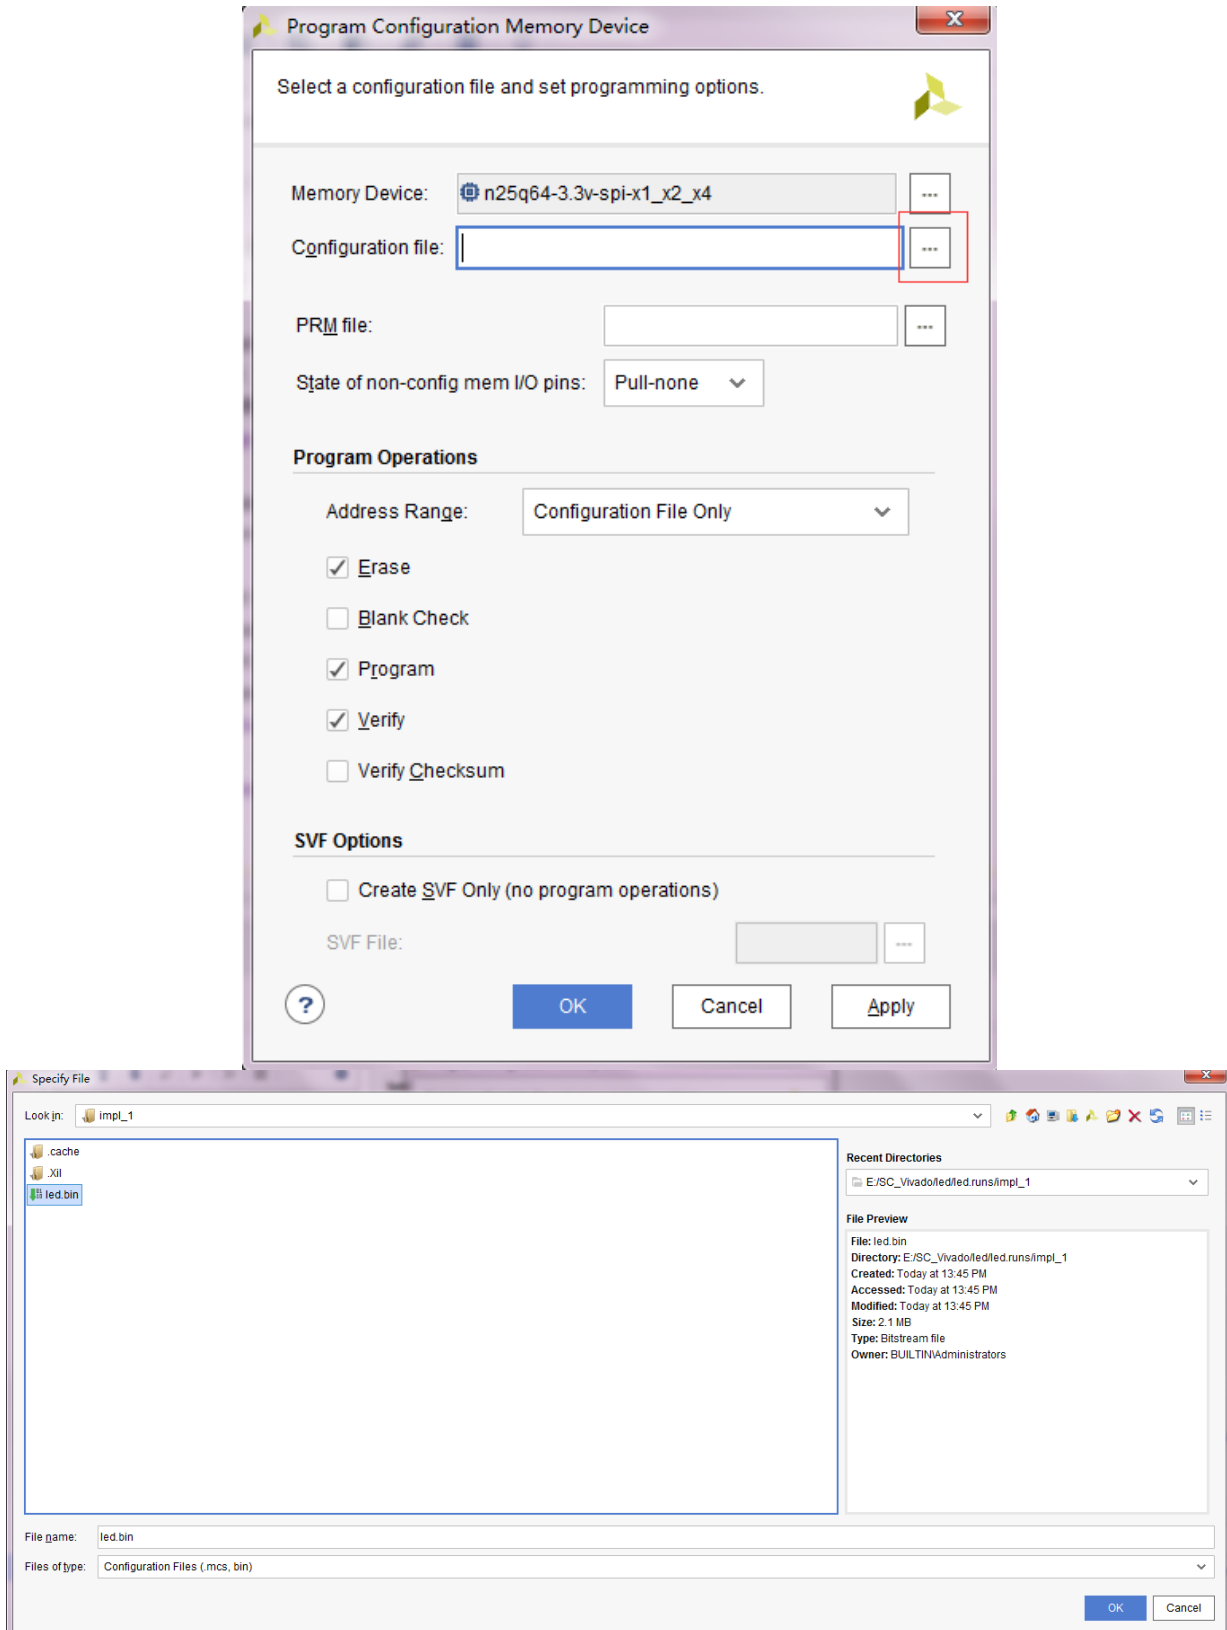 Program Configuration Memory Device
Select a configuration file and set programming options.
Memory Device: n25q64-3.3v-spi-x1_x2_x4 ...
Configuration file: ...
PRM file: ...
State of non-config mem I/O pins: Pull-none
Program Operations
Address Range: Configuration File Only
Erase
Blank Check
Program
Verify
Verify Checksum
SVF Options
Create SVF Only (no program operations)
SVF File: ...
? OK Cancel Apply
Specify File
Look in: impl_1
.cache
.Xil
led.bin
Recent Directories
E:/SC_Vivado/led/led.runs/impl_1
File Preview
File: led.bin
Directory: E:/SC_Vivado/led/led.runs/impl_1
Created: Today at 13:45 PM
Accessed: Today at 13:45 PM
Modified: Today at 13:45 PM
Size: 2.1 MB
Type: Bitstream file
Owner: BUILTIN\Administrators
File name: led.bin
Files of type: Configuration Files (.mcs, bin)
OK Cancel